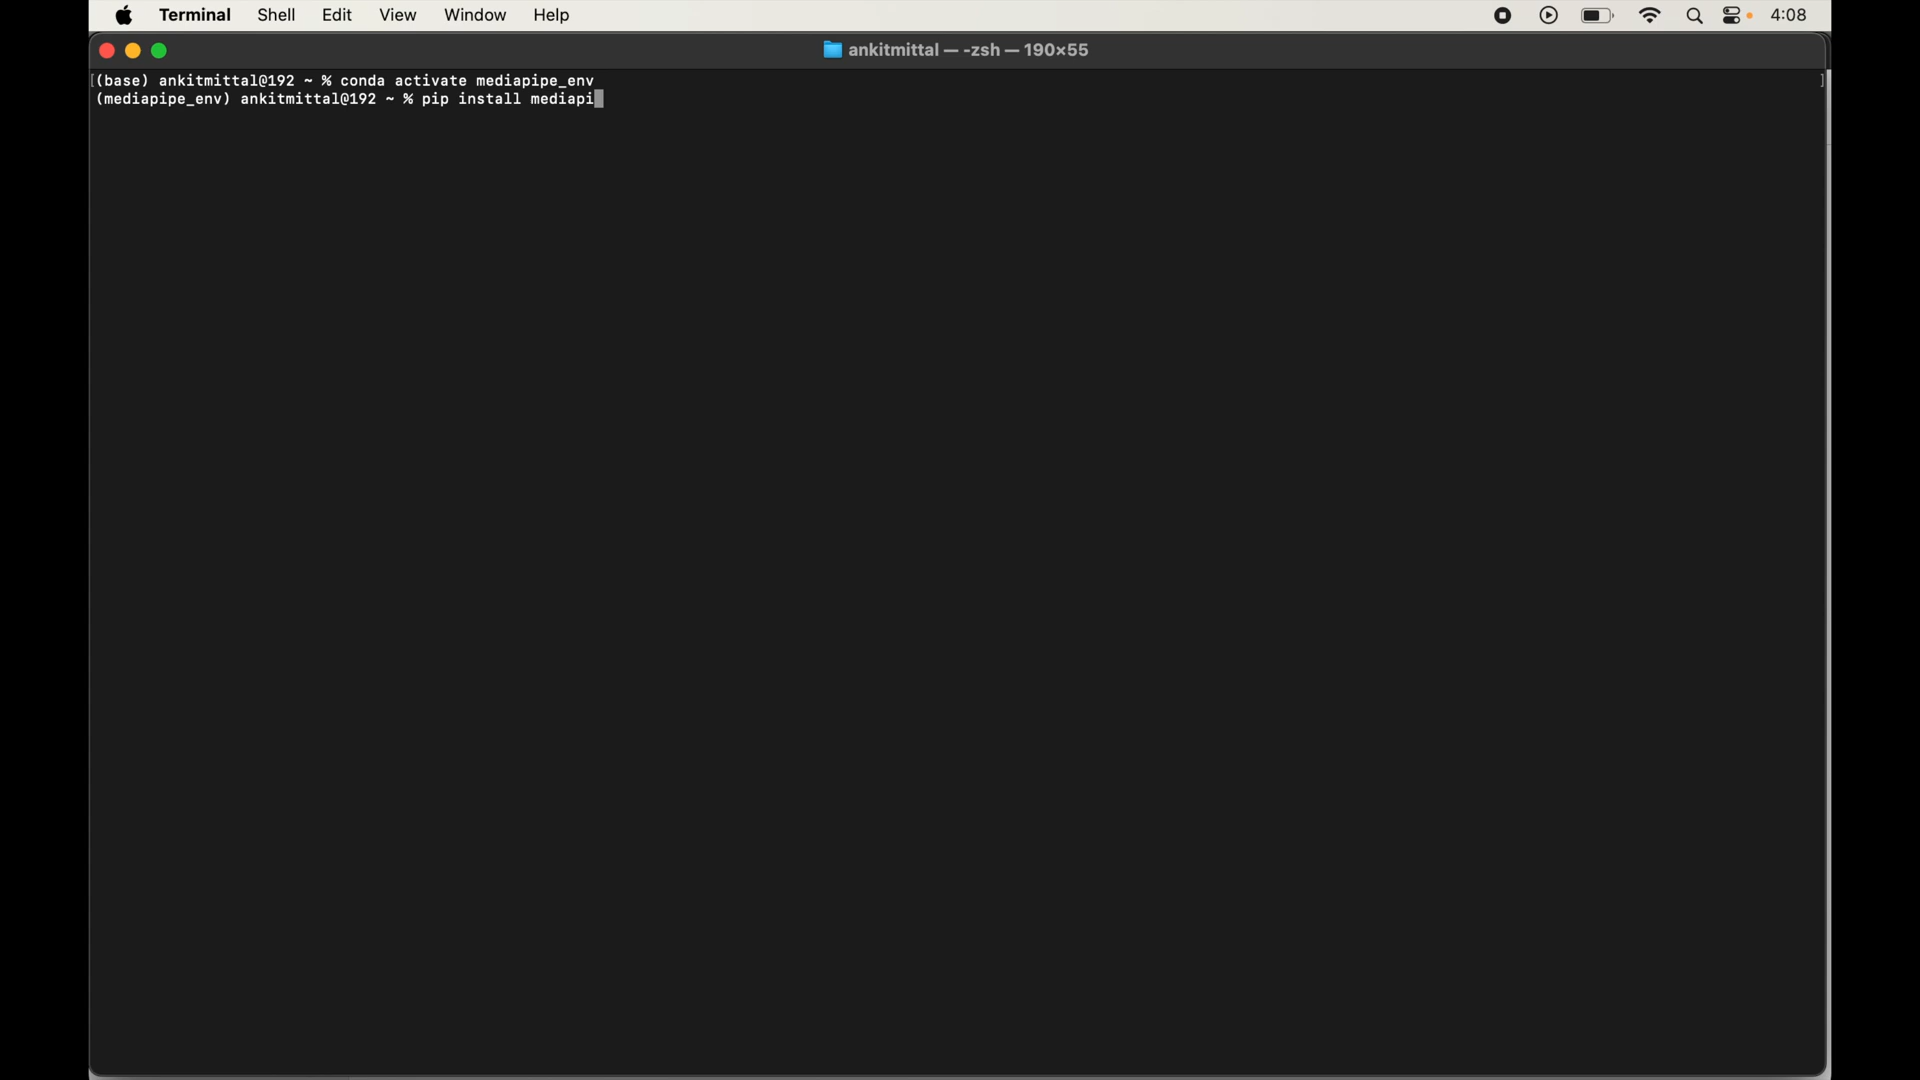 Terminal Shell Edit View Window Help 4:08
ankitmittal — -zsh — 190×55
[(base) ankitmittal@192 ~ % conda activate mediapipe_env ]
(mediapipe_env) ankitmittal@192 ~ % pip install mediapi